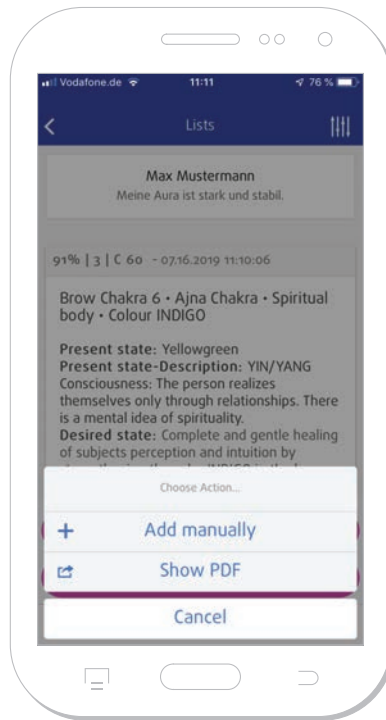 Vodafone.de 11:11 76 %
Lists
Max Mustermann
Meine Aura ist stark und stabil.
91% | 3 | C 60 - 07.16.2019 11:10:06
Brow Chakra 6 • Ajna Chakra • Spiritual
body • Colour INDIGO
Present state: Yellowgreen
Present state-Description: YIN/YANG
Consciousness: The person realizes
themselves only through relationships. There
is a mental idea of spirituality.
Desired state: Complete and gentle healing
of subjects perception and intuition by
Choose Action...
Add manually
Show PDF
Cancel